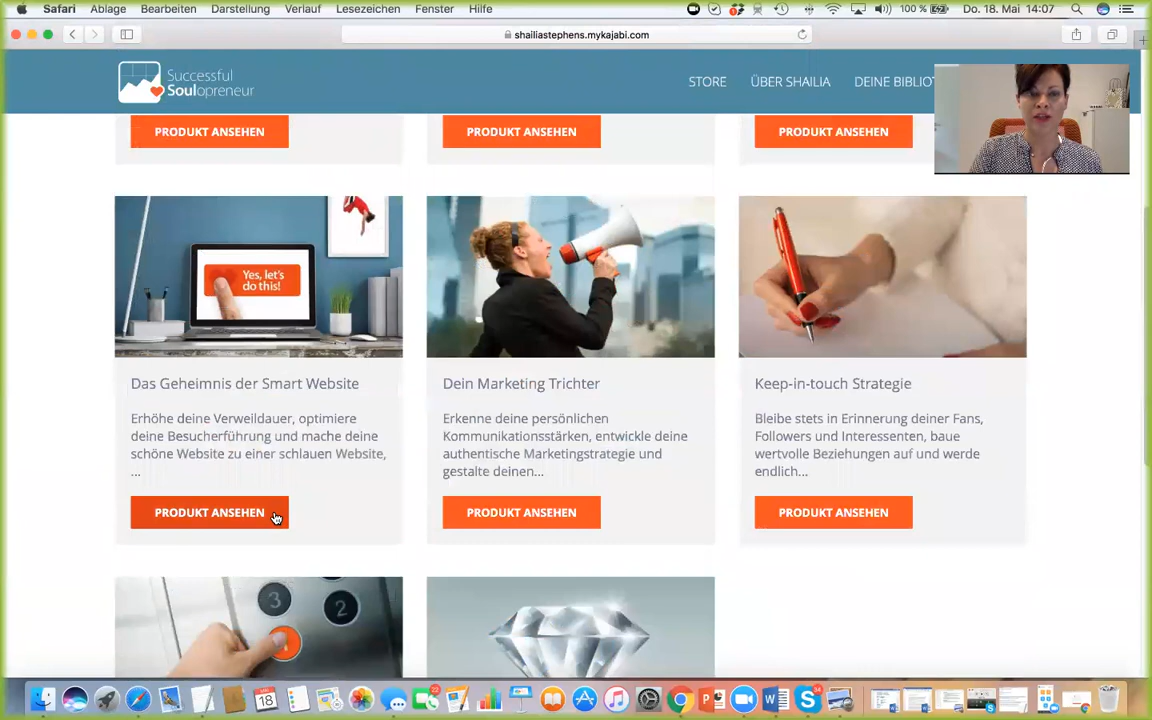 Safari Ablage Bearbeiten Darstellung Verlauf Lesezeichen Fenster Hilfe 100 % Do. 18. Mai 14:07
shailiastephens.mykajabi.com
Successful
Soulopreneur
STORE ÜBER SHAILIA DEINE BIBLIOT
PRODUKT ANSEHEN PRODUKT ANSEHEN PRODUKT ANSEHEN
Yes, let's
do this!
Das Geheimnis der Smart Website
Erhöhe deine Verweildauer, optimiere
deine Besucherführung und mache deine
schöne Website zu einer schlauen Website,
...
PRODUKT ANSEHEN
Dein Marketing Trichter
Erkenne deine persönlichen
Kommunikationsstärken, entwickle deine
authentische Marketingstrategie und
gestalte deinen...
PRODUKT ANSEHEN
Keep-in-touch Strategie
Bleibe stets in Erinnerung deiner Fans,
Followers und Interessenten, baue
wertvolle Beziehungen auf und werde
endlich...
PRODUKT ANSEHEN
3 2
18